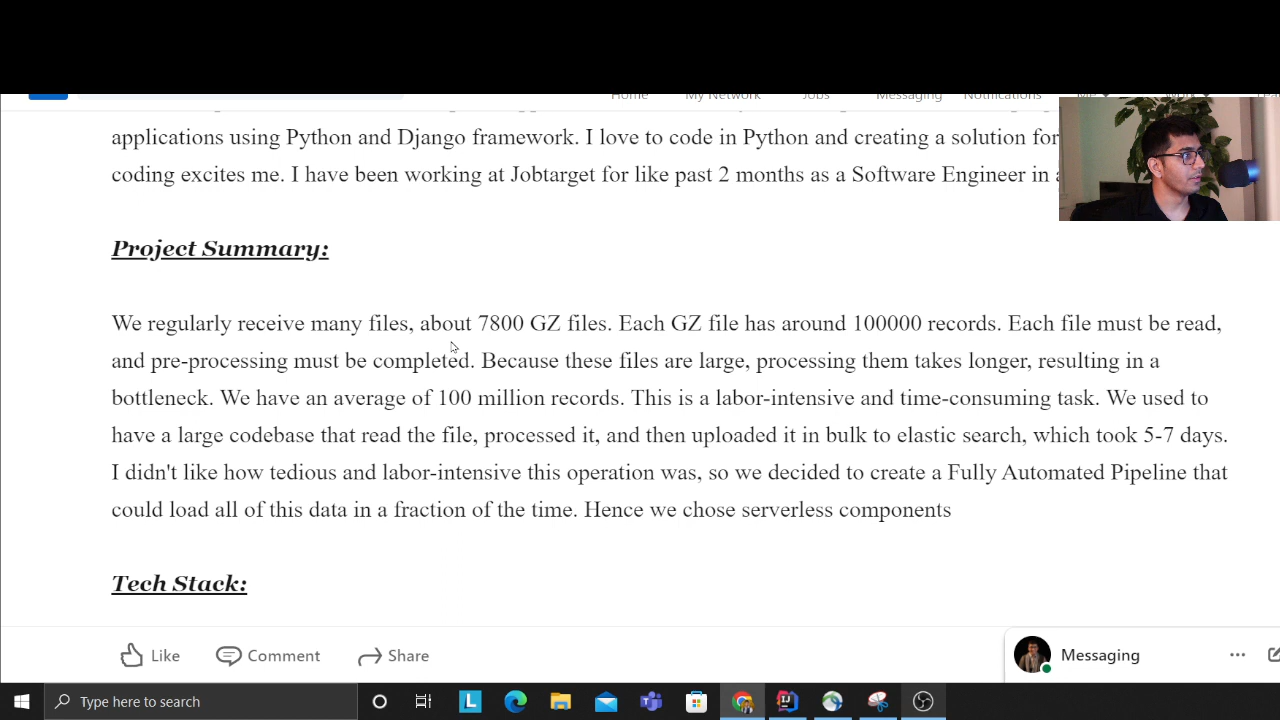 Home My Network Jobs Messaging Notifications
applications using Python and Django framework. I love to code in Python and creating a solution for
coding excites me. I have been working at Jobtarget for like past 2 months as a Software Engineer in
Project Summary:
We regularly receive many files, about 7800 GZ files. Each GZ file has around 100000 records. Each file must be read,
and pre-processing must be completed. Because these files are large, processing them takes longer, resulting in a
bottleneck. We have an average of 100 million records. This is a labor-intensive and time-consuming task. We used to
have a large codebase that read the file, processed it, and then uploaded it in bulk to elastic search, which took 5-7 days.
I didn't like how tedious and labor-intensive this operation was, so we decided to create a Fully Automated Pipeline that
could load all of this data in a fraction of the time. Hence we chose serverless components
Tech Stack:
Like Comment Share
Messaging
Type here to search